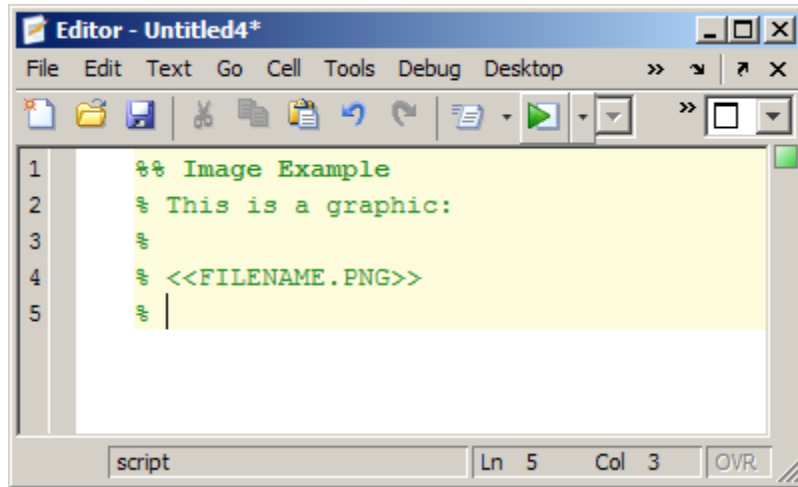 Editor - Untitled4*
File Edit Text Go Cell Tools Debug Desktop
1 %% Image Example
2 % This is a graphic:
3 %
4 % <<FILENAME.PNG>>
5 %
script Ln 5 Col 3 OVR